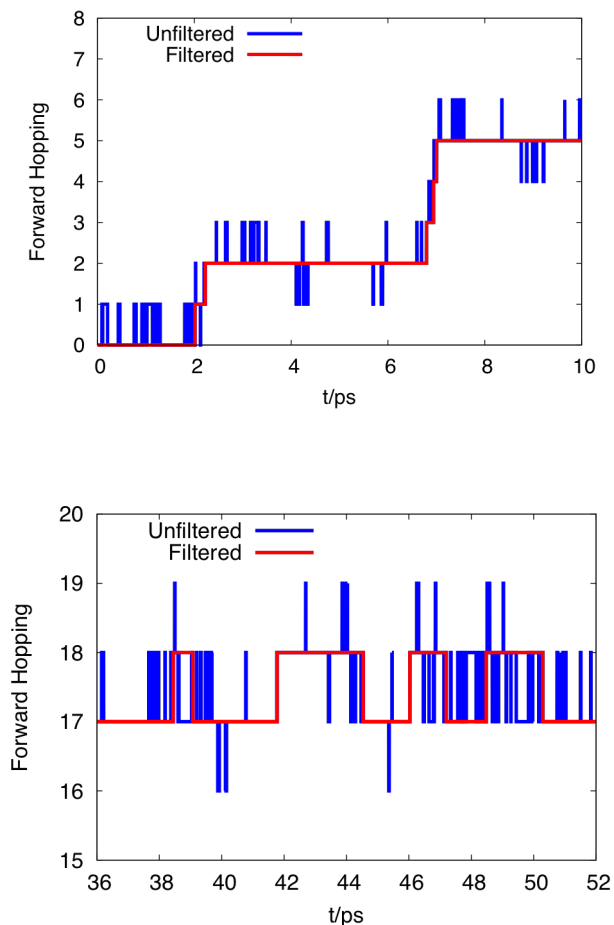 8
7
6
5
4
3
2
1
0
Forward Hopping
Unfiltered
Filtered
0 2 4 6 8 10
t/ps
20
19
18
17
16
15
Forward Hopping
Unfiltered
Filtered
36 38 40 42 44 46 48 50 52
t/ps